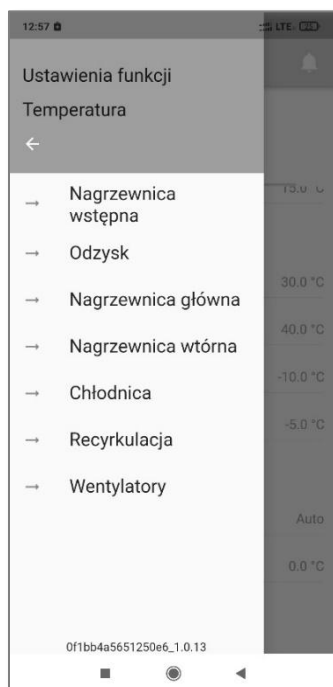 12:57
LTE
Ustawienia funkcji
Temperatura
Nagrzewnica
wstępna
Odzysk
Nagrzewnica główna
Nagrzewnica wtórna
Chłodnica
Recyrkulacja
Wentylatory
30.0 °C
40.0 °C
-10.0 °C
-5.0 °C
Auto
0.0 °C
0f1bb4a5651250e6_1.0.13